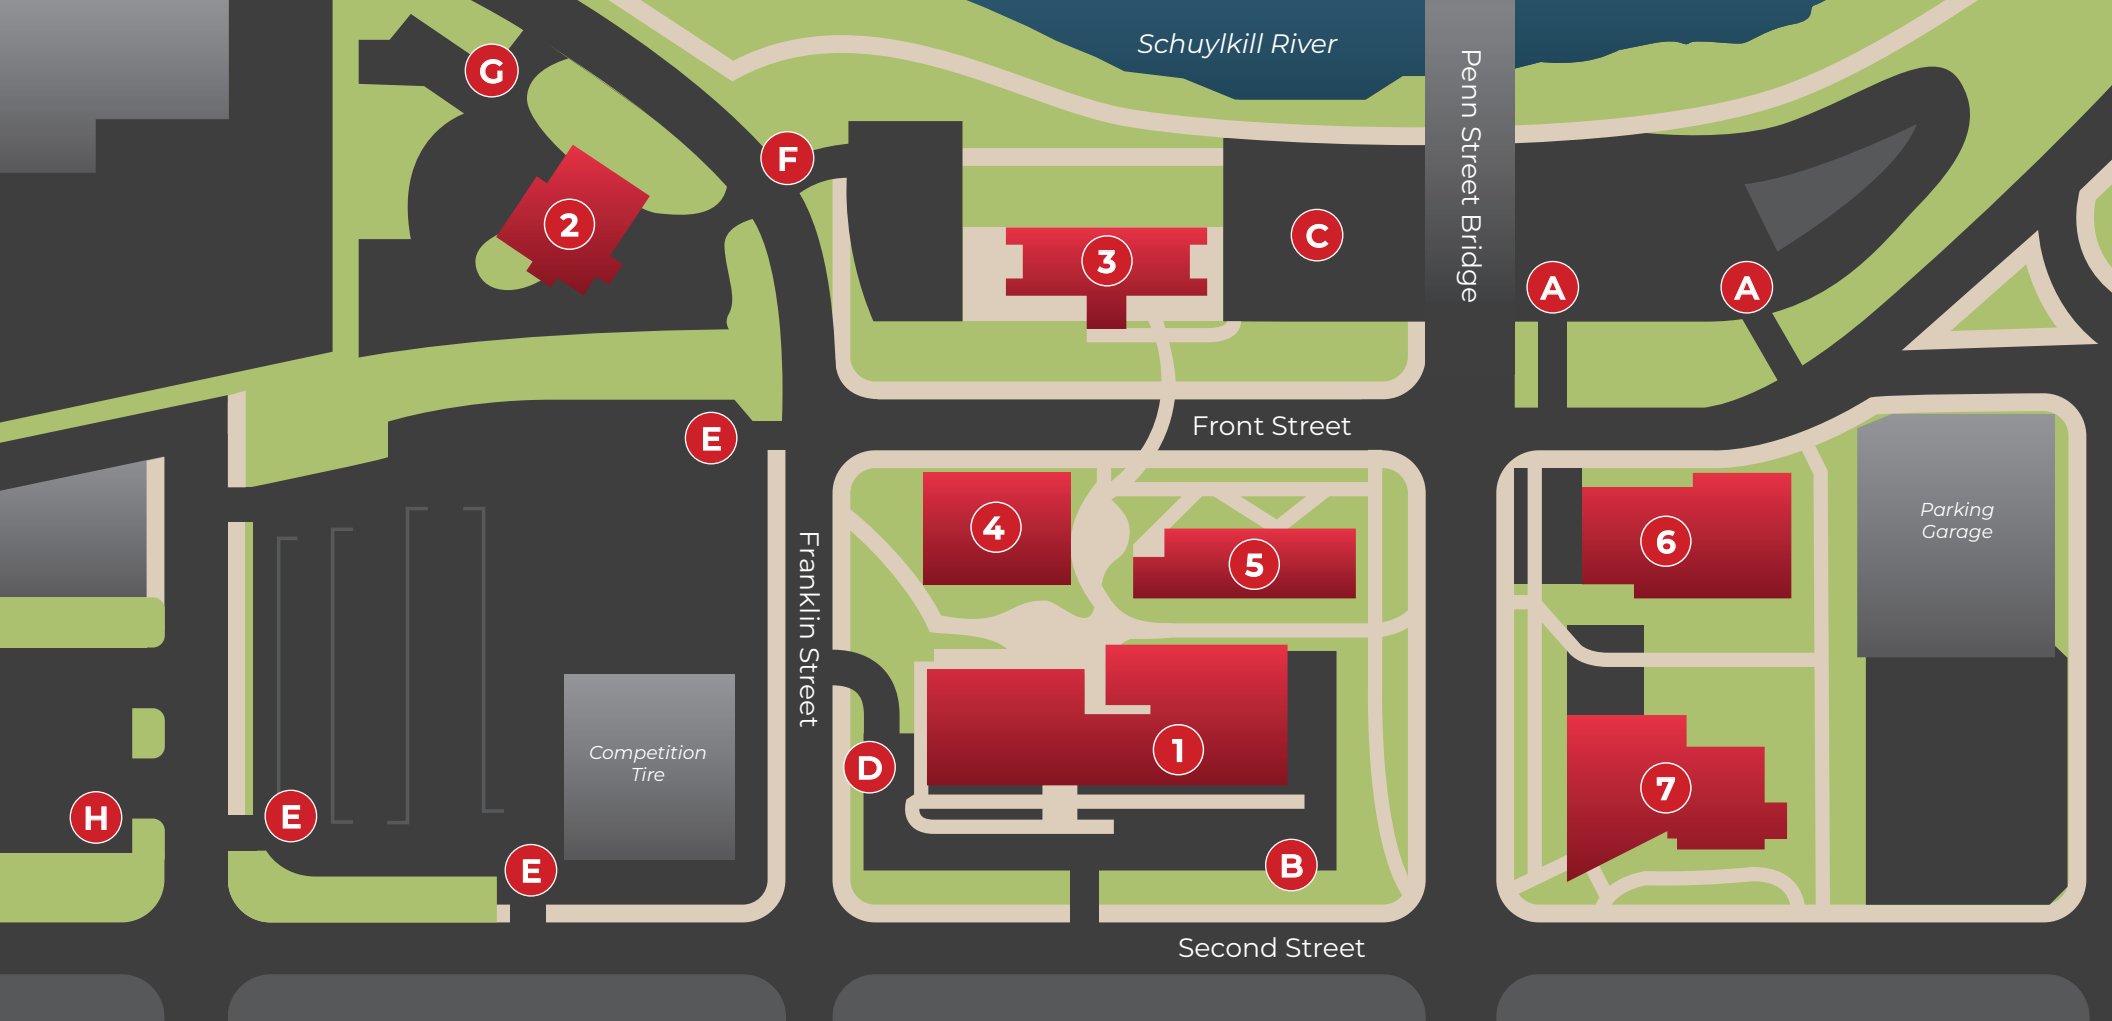 Schuylkill River
Penn Street Bridge
G
F
2
3
C
A
A
Front Street
E
4
5
6
Parking
Garage
Franklin Street
Competition
Tire
1
D
7
H
E
E
B
Second Street